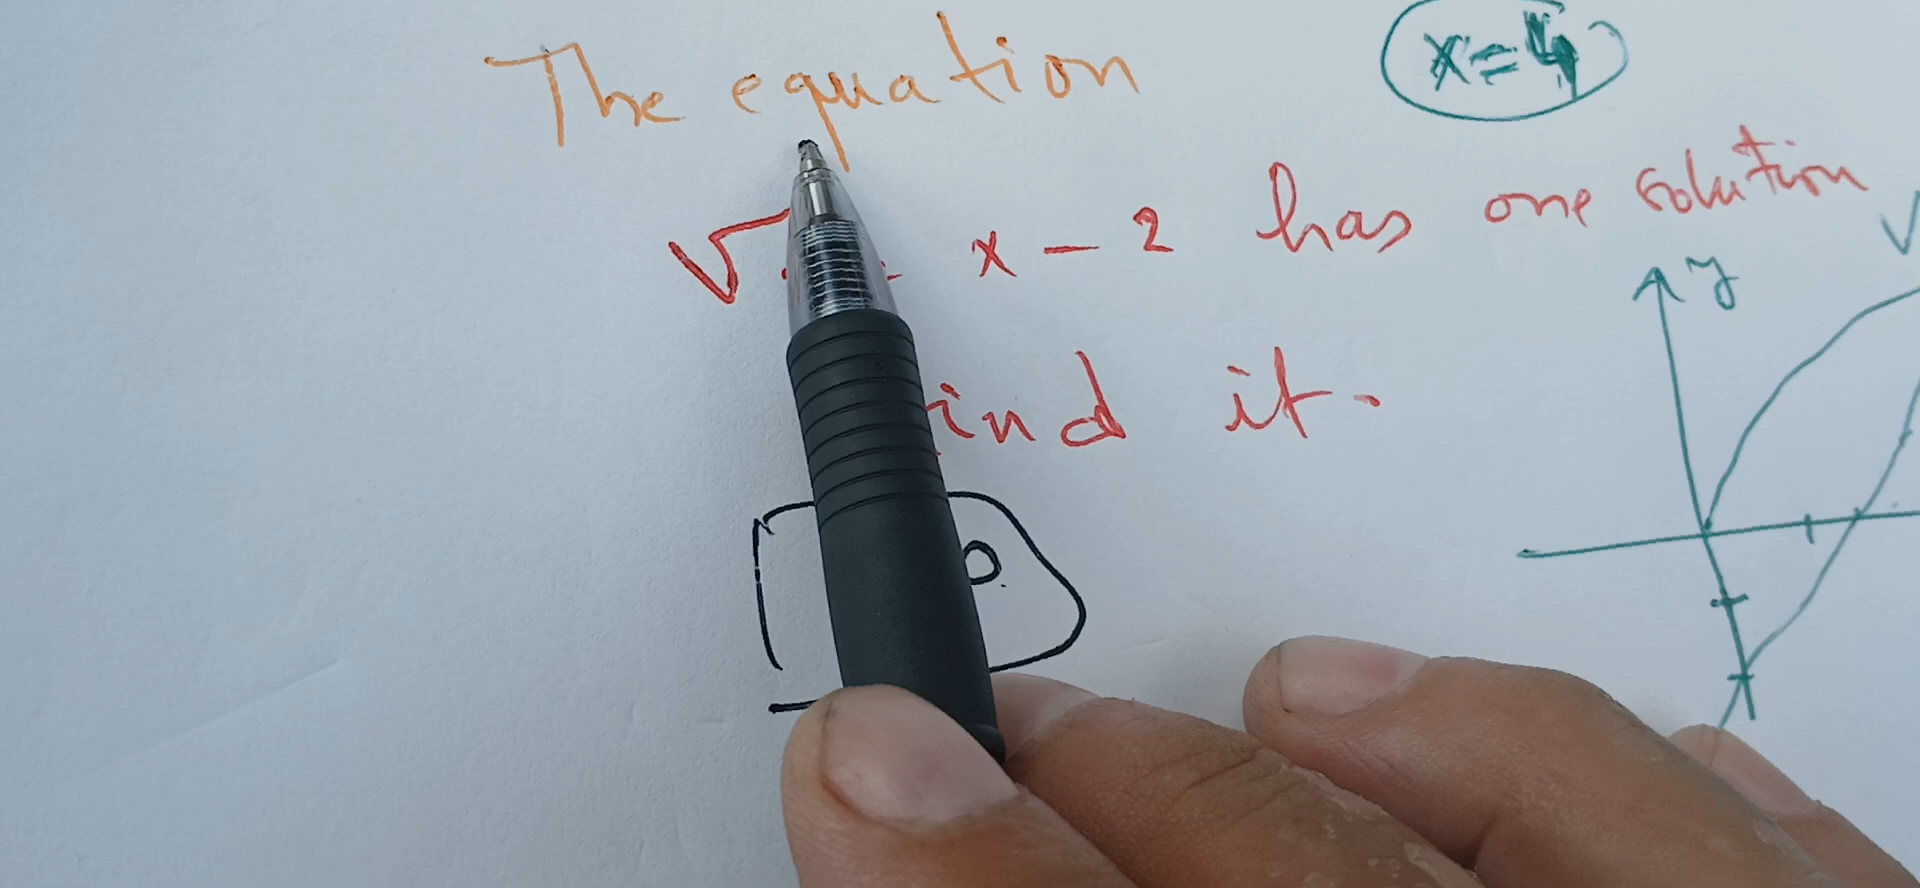 The equation
x=4
√ = x - 2 has one solution
y
ind it.